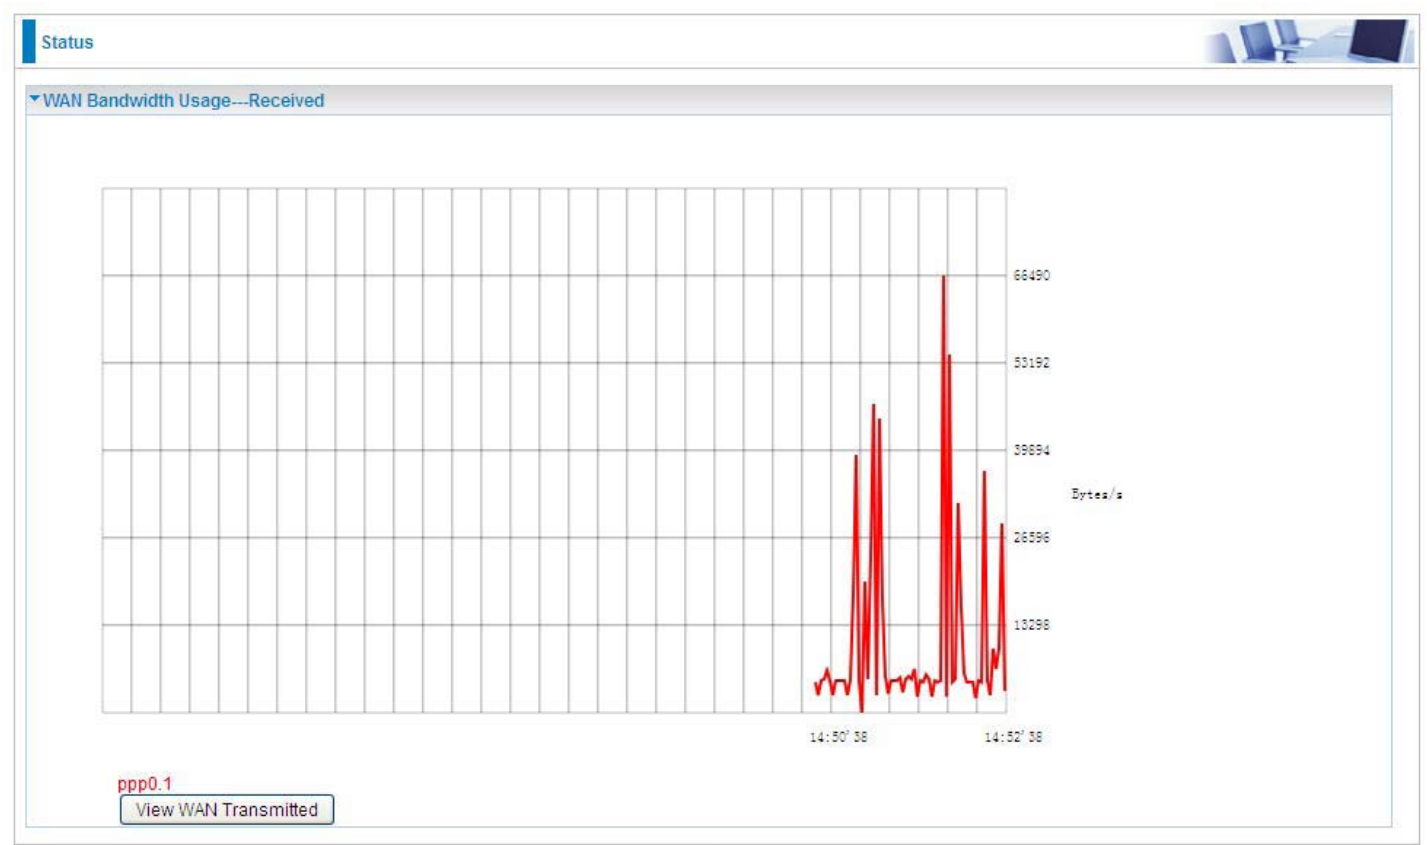 Status
WAN Bandwidth Usage---Received
66490
53192
39894
Bytes/s
26596
13298
14:50'38
14:52'38
ppp0.1
View WAN Transmitted